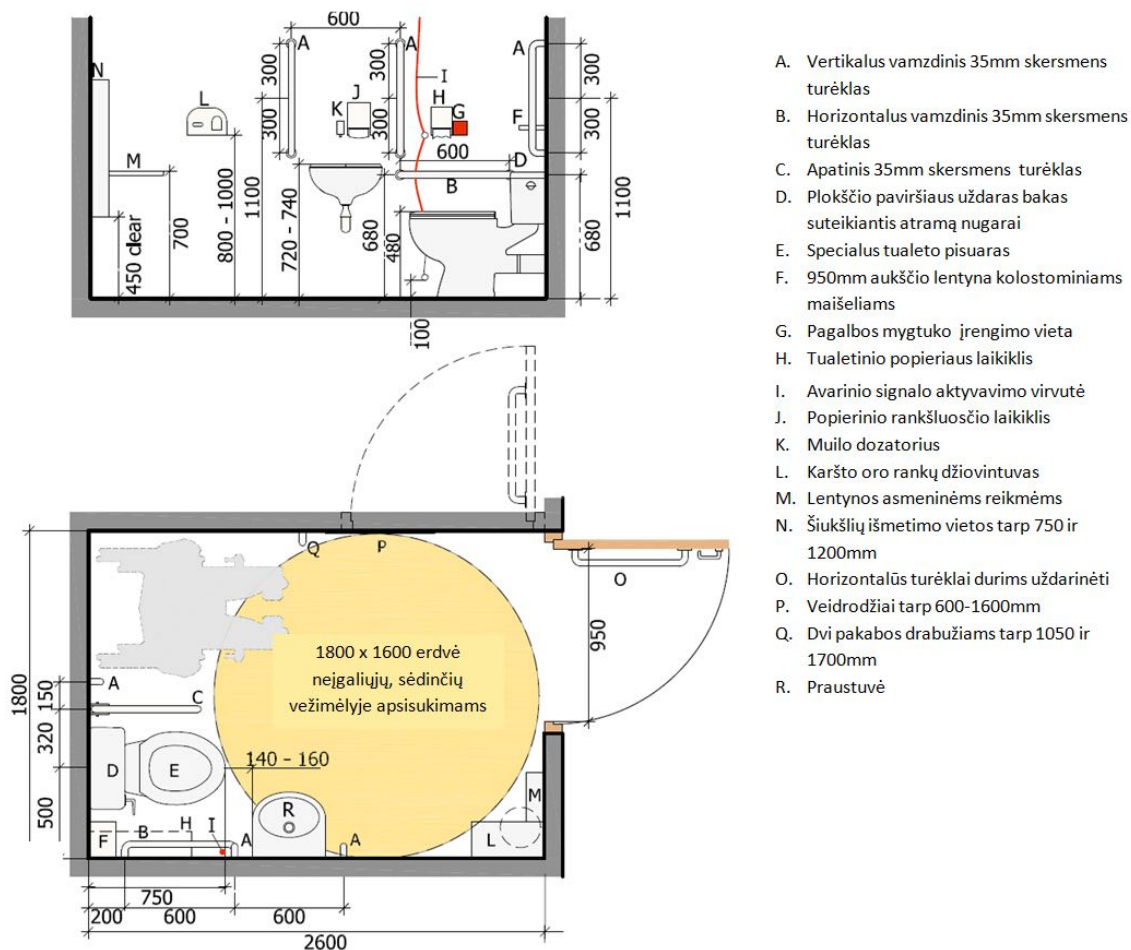 600
A
A
A
N
300
300
300
I
J
H
L
K
G
F
300
300
300
M
600
D
B
450 clear
700
800 - 1000
1100
720 - 740
680
480
680
1100
100
A. Vertikalus vamzdinis 35mm skersmens
turėklas
B. Horizontalus vamzdinis 35mm skersmens
turėklas
C. Apatinis 35mm skersmens turėklas
D. Plokščio paviršiaus uždaras bakas
suteikiantis atramą nugarai
E. Specialus tualeto pisuaras
F. 950mm aukščio lentyna kolostominiams
maišeliams
G. Pagalbos mygtuko įrengimo vieta
H. Tualetinio popieriaus laikiklis
I. Avarinio signalo aktyvavimo virvutė
J. Popierinio rankšluosčio laikiklis
K. Muilo dozatorius
L. Karšto oro rankų džiovintuvas
M. Lentynos asmeninėms reikmėms
N. Šiukšlių išmetimo vietos tarp 750 ir
1200mm
O. Horizontalūs turėklai durims uždarinėti
P. Veidrodžiai tarp 600-1600mm
Q. Dvi pakabos drabužiams tarp 1050 ir
1700mm
R. Praustuvė
Q
P
O
950
1800 x 1600 erdvė
neįgaliųjų, sėdinčių
vežimėlyje apsisukimams
1800
150
A
C
320
140 - 160
D
E
500
R
M
F
B
H
I
A
A
L
750
200
600
600
2600